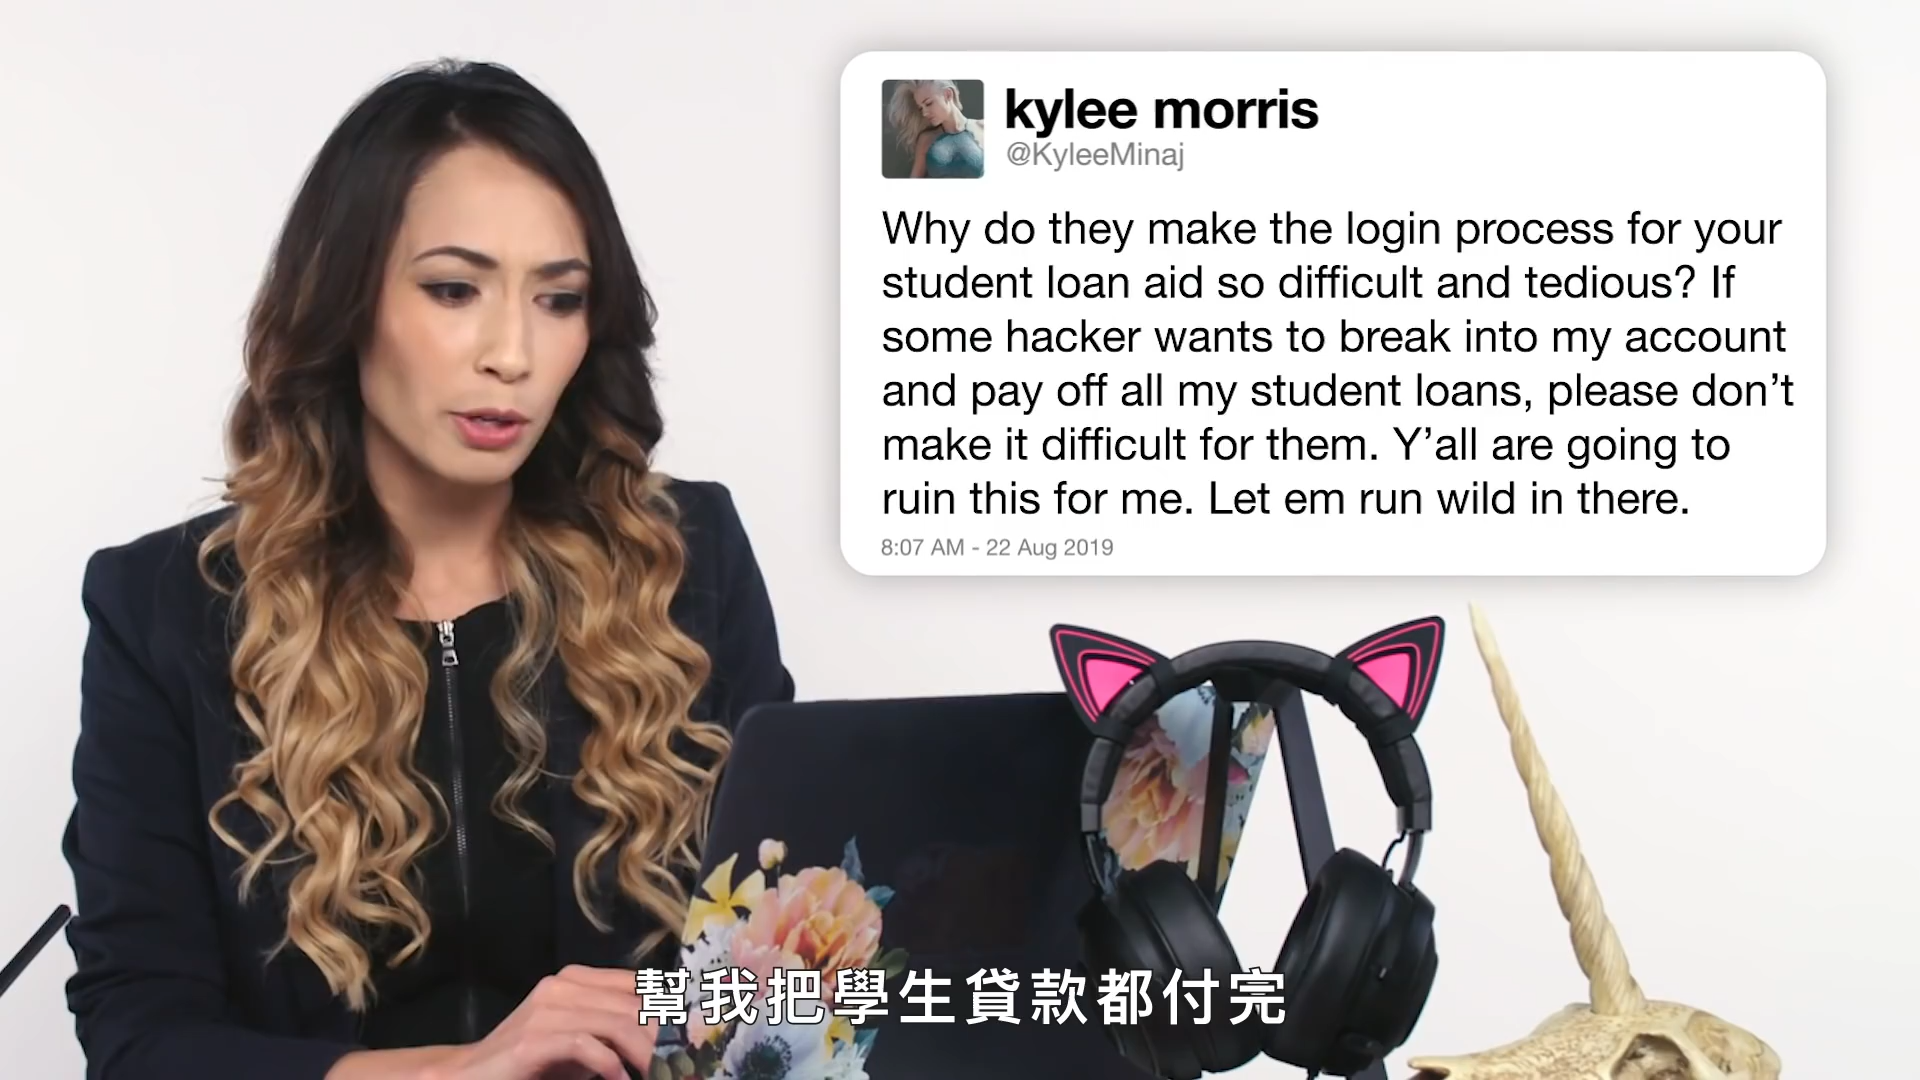 kylee morris
@KyleeMinaj
Why do they make the login process for your
student loan aid so difficult and tedious? If
some hacker wants to break into my account
and pay off all my student loans, please don’t
make it difficult for them. Y’all are going to
ruin this for me. Let em run wild in there.
8:07 AM - 22 Aug 2019
幫我把學生貸款都付完